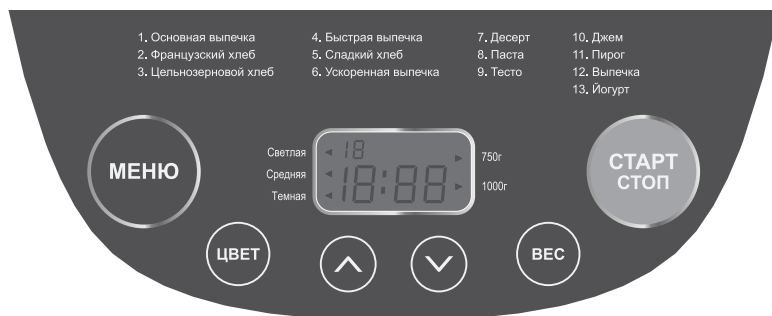 1. Основная выпечка
2. Французский хлеб
3. Цельнозерновой хлеб
4. Быстрая выпечка
5. Сладкий хлеб
6. Ускоренная выпечка
7. Десерт
8. Паста
9. Тесто
10. Джем
11. Пирог
12. Выпечка
13. Йогурт
МЕНЮ
Светлая
Средняя
Темная
18
18:88
750г
1000г
СТАРТ
СТОП
ЦВЕТ
ВЕС